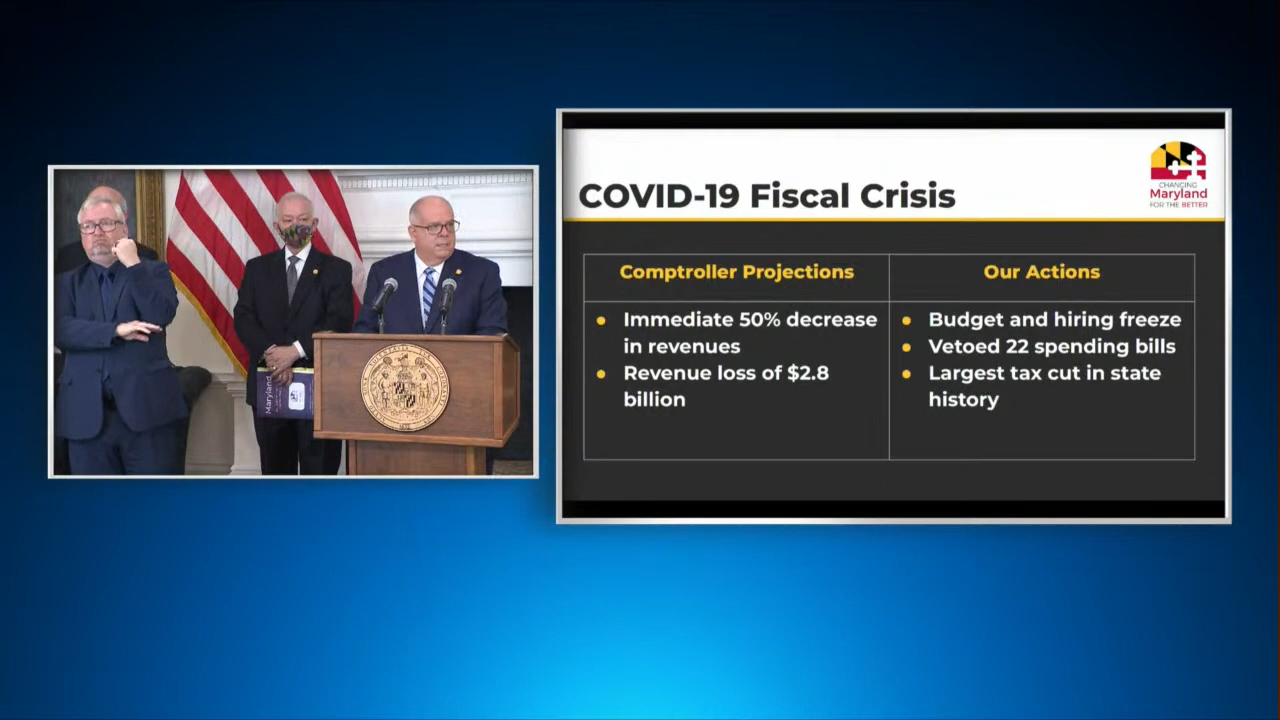 COVID-19 Fiscal Crisis
CHANGING
Maryland
FOR THE BETTER
Comptroller Projections
Our Actions
• Immediate 50% decrease
in revenues
• Revenue loss of $2.8
billion
• Budget and hiring freeze
• Vetoed 22 spending bills
• Largest tax cut in state
history
Maryland